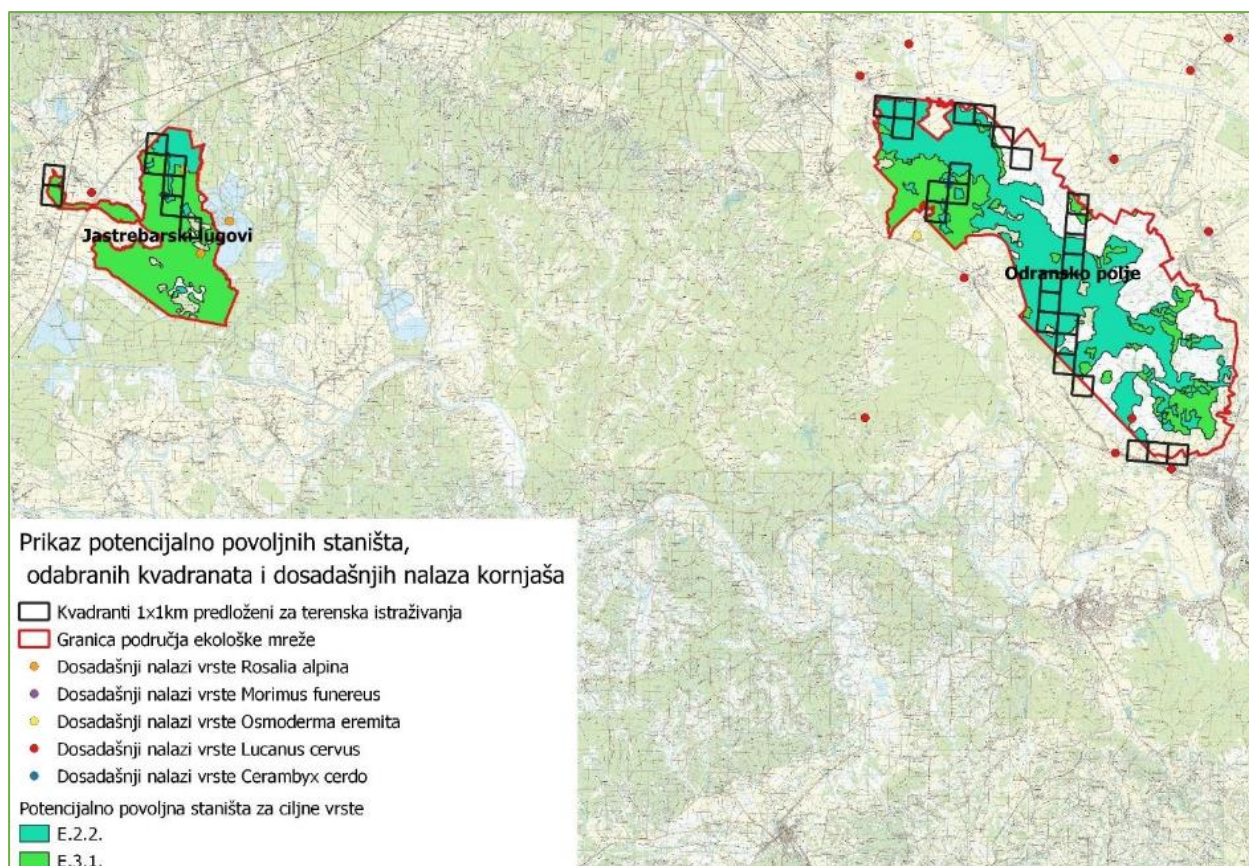 Jastrebarski lugovi
Odransko polje
Prikaz potencijalno povoljnih staništa,
odabranih kvadranata i dosadašnjih nalaza kornjaša
Kvadranti 1x1km predloženi za terenska istraživanja
Granica područja ekološke mreže
Dosadašnji nalazi vrste Rosalia alpina
Dosadašnji nalazi vrste Morimus funereus
Dosadašnji nalazi vrste Osmoderma eremita
Dosadašnji nalazi vrste Lucanus cervus
Dosadašnji nalazi vrste Cerambyx cerdo
Potencijalno povoljna staništa za ciljne vrste
E.2.2.
E.3.1.